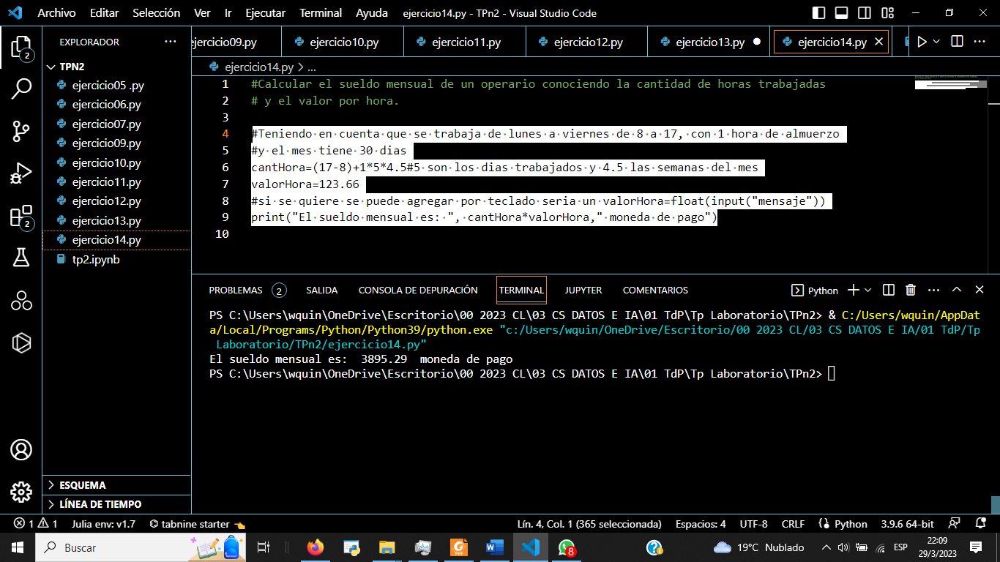 Archivo Editar Selección Ver Ir Ejecutar Terminal Ayuda ejercicio14.py - TPn2 - Visual Studio Code
EXPLORADOR ···
ejercicio09.py ejercicio10.py ejercicio11.py ejercicio12.py ejercicio13.py ejercicio14.py
2
TPN2
ejercicio05 .py
ejercicio06.py
ejercicio07.py
ejercicio09.py
ejercicio10.py
ejercicio11.py
ejercicio12.py
ejercicio13.py
ejercicio14.py
tp2.ipynb
2
ESQUEMA
LÍNEA DE TIEMPO
ejercicio14.py > ...
1 #Calcular el sueldo mensual de un operario conociendo la cantidad de horas trabajadas
2 # y el valor por hora.
3
4 #Teniendo·en·cuenta·que·se·trabaja·de·lunes·a·viernes·de·8·a·17,·con·1·hora·de·almuerzo·
5 #y·el·mes·tiene·30·dias
6 cantHora=(17-8)+1*5*4.5#5·son·los·dias·trabajados·y·4.5·las·semanas·del·mes
7 valorHora=123.66
8 #si·se·quiere·se·puede·agregar·por·teclado·seria·un·valorHora=float(input("mensaje"))
9 print("El·sueldo·mensual·es:·",·cantHora*valorHora,"·moneda·de·pago")
10
PROBLEMAS 2 SALIDA CONSOLA DE DEPURACIÓN TERMINAL JUPYTER COMENTARIOS Python
PS C:\Users\wquin\OneDrive\Escritorio\00 2023 CL\03 CS DATOS E IA\01 TdP\Tp Laboratorio\TPn2> & C:/Users/wquin/AppDat
a/Local/Programs/Python/Python39/python.exe "c:/Users/wquin/OneDrive/Escritorio/00 2023 CL/03 CS DATOS E IA/01 TdP/Tp
Laboratorio/TPn2/ejercicio14.py"
El sueldo mensual es:  3895.29  moneda de pago
PS C:\Users\wquin\OneDrive\Escritorio\00 2023 CL\03 CS DATOS E IA\01 TdP\Tp Laboratorio\TPn2>
1 1 Julia env: v1.7 tabnine starter Lín. 4, Col. 1 (365 seleccionada) Espacios: 4 UTF-8 CRLF Python 3.9.6 64-bit
Buscar 8 19°C Nublado ESP 22:09
29/3/2023